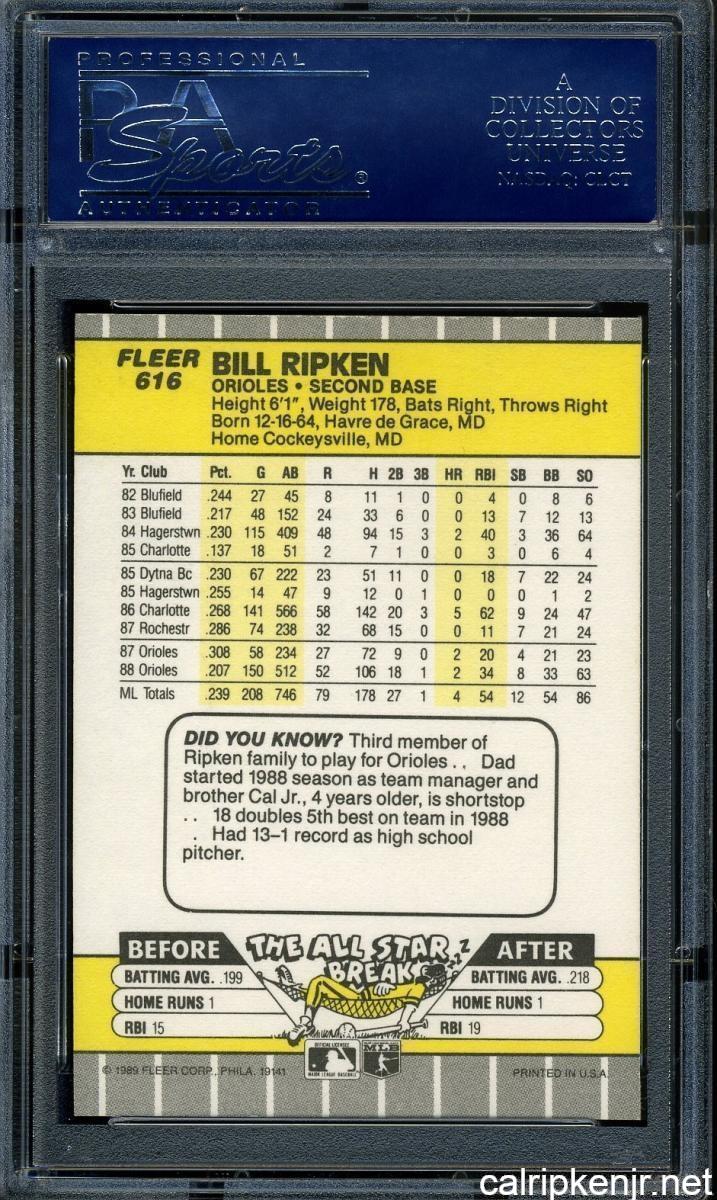 PROFESSIONAL
PSA
Sports®
AUTHENTICATOR
A
DIVISION OF
COLLECTORS
UNIVERSE
NASDAQ: CLCT
FLEER
616
BILL RIPKEN
ORIOLES • SECOND BASE
Height 6'1", Weight 178, Bats Right, Throws Right
Born 12-16-64, Havre de Grace, MD
Home Cockeysville, MD
Yr. Club Pct. G AB R H 2B 3B HR RBI SB BB SO
82 Blufield .244 27 45 8 11 1 0 0 4 0 8 6
83 Blufield .217 48 152 24 33 6 0 0 13 7 12 13
84 Hagerstwn .230 115 409 48 94 15 3 2 40 3 36 64
85 Charlotte .137 18 51 2 7 1 0 0 3 0 6 4
85 Dytna Bc .230 67 222 23 51 11 0 0 18 7 22 24
85 Hagerstwn .255 14 47 9 12 0 1 0 0 0 1 2
86 Charlotte .268 141 566 58 142 20 3 5 62 9 24 47
87 Rochestr .286 74 238 32 68 15 0 0 11 7 21 24
87 Orioles .308 58 234 27 72 9 0 2 20 4 21 23
88 Orioles .207 150 512 52 106 18 1 2 34 8 33 63
ML Totals .239 208 746 79 178 27 1 4 54 12 54 86
DID YOU KNOW? Third member of
Ripken family to play for Orioles . . Dad
started 1988 season as team manager and
brother Cal Jr., 4 years older, is shortstop
. . 18 doubles 5th best on team in 1988
. Had 13-1 record as high school
pitcher.
THE ALL STAR
BREAK
Z-Z-Z
BEFORE
BATTING AVG. .199
HOME RUNS 1
RBI 15
AFTER
BATTING AVG. .218
HOME RUNS 1
RBI 19
© 1989 FLEER CORP., PHILA. 19141
OFFICIAL LICENSEE
MAJOR LEAGUE BASEBALL
MLB
PRINTED IN U.S.A.
calripkenjr.net